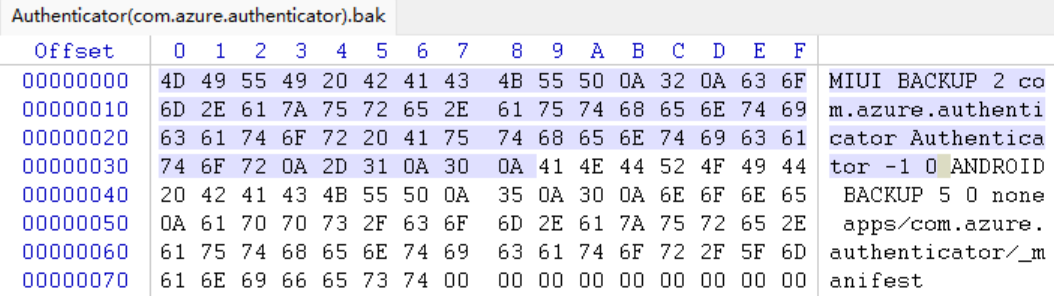 Authenticator(com.azure.authenticator).bak
Offset 0 1 2 3 4 5 6 7 8 9 A B C D E F
00000000 4D 49 55 49 20 42 41 43 4B 55 50 0A 32 0A 63 6F MIUI BACKUP 2 co
00000010 6D 2E 61 7A 75 72 65 2E 61 75 74 68 65 6E 74 69 m.azure.authenti
00000020 63 61 74 6F 72 20 41 75 74 68 65 6E 74 69 63 61 cator Authentica
00000030 74 6F 72 0A 2D 31 0A 30 0A 41 4E 44 52 4F 49 44 tor -1 0 ANDROID
00000040 20 42 41 43 4B 55 50 0A 35 0A 30 0A 6E 6F 6E 65 BACKUP 5 0 none
00000050 0A 61 70 70 73 2F 63 6F 6D 2E 61 7A 75 72 65 2E apps/com.azure.
00000060 61 75 74 68 65 6E 74 69 63 61 74 6F 72 2F 5F 6D authenticator/_m
00000070 61 6E 69 66 65 73 74 00 00 00 00 00 00 00 00 00 anifest